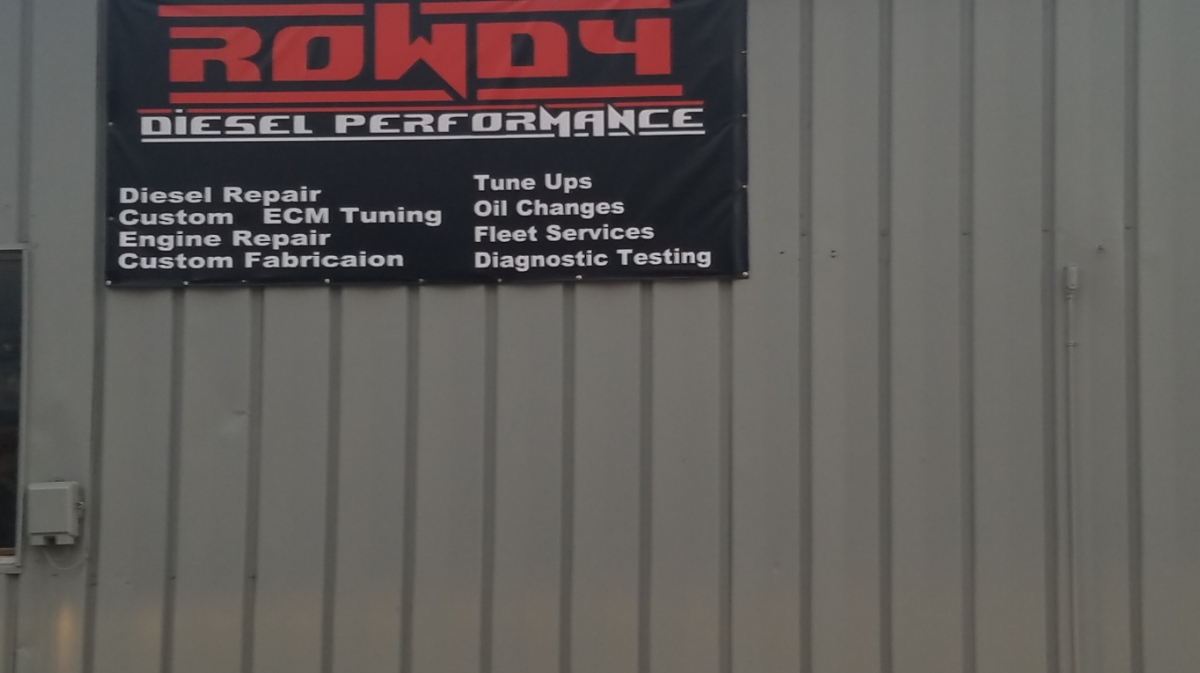 ROWDY
DIESEL PERFORMANCE
Diesel Repair
Custom ECM Tuning
Engine Repair
Custom Fabricaion
Tune Ups
Oil Changes
Fleet Services
Diagnostic Testing